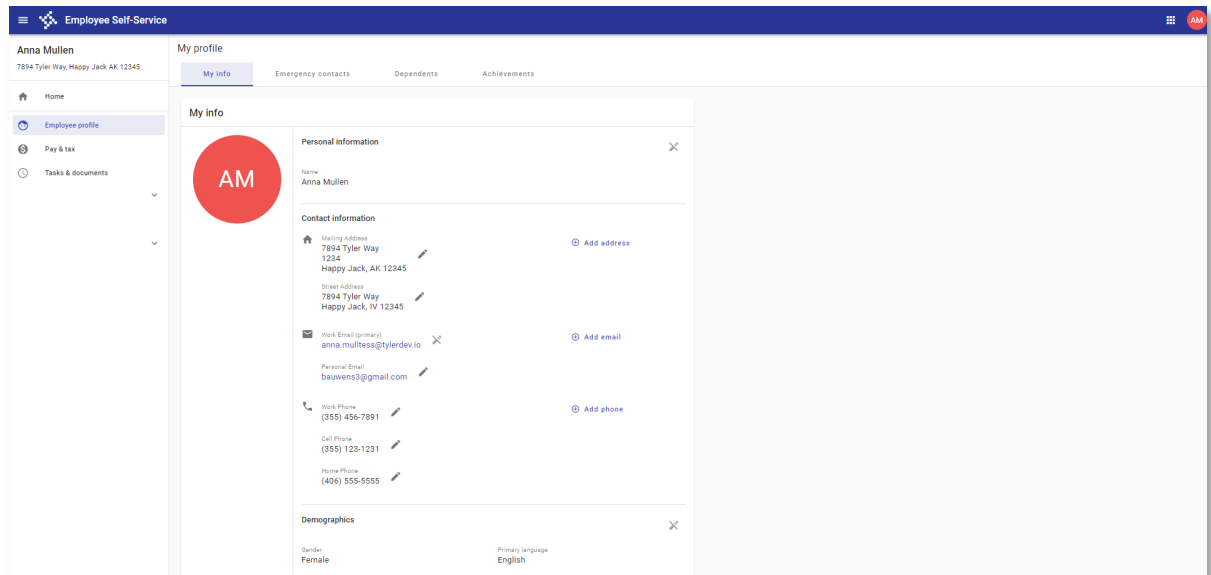 Employee Self-Service
AM
Anna Mullen
7894 Tyler Way, Happy Jack AK 12345
Home
Employee profile
Pay & tax
Tasks & documents
My profile
My info
Emergency contacts
Dependents
Achievements
My info
AM
Personal information
Name
Anna Mullen
Contact information
Mailing Address
7894 Tyler Way
1234
Happy Jack, AK 12345
Add address
Street Address
7894 Tyler Way
Happy Jack, IV 12345
Work Email (primary)
anna.mulltess@tylerdev.io
Add email
Personal Email
bauwens3@gmail.com
Work Phone
(355) 456-7891
Add phone
Cell Phone
(355) 123-1231
Home Phone
(406) 555-5555
Demographics
Gender
Female
Primary language
English